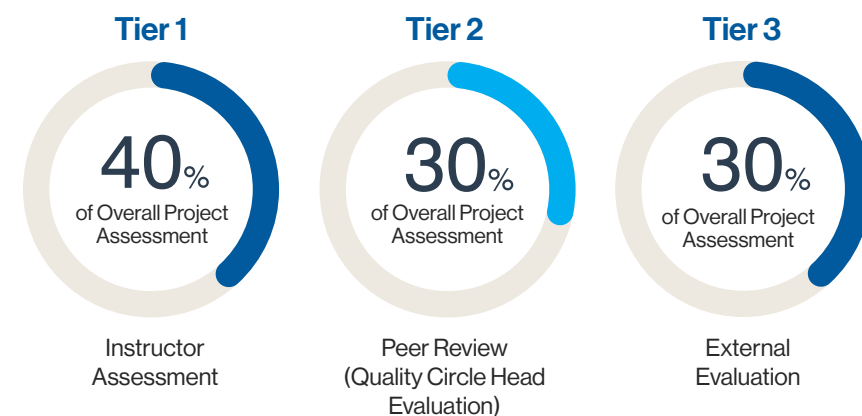 Tier 1
40%
of Overall Project
Assessment
Instructor
Assessment
Tier 2
30%
of Overall Project
Assessment
Peer Review
(Quality Circle Head
Evaluation)
Tier 3
30%
of Overall Project
Assessment
External
Evaluation